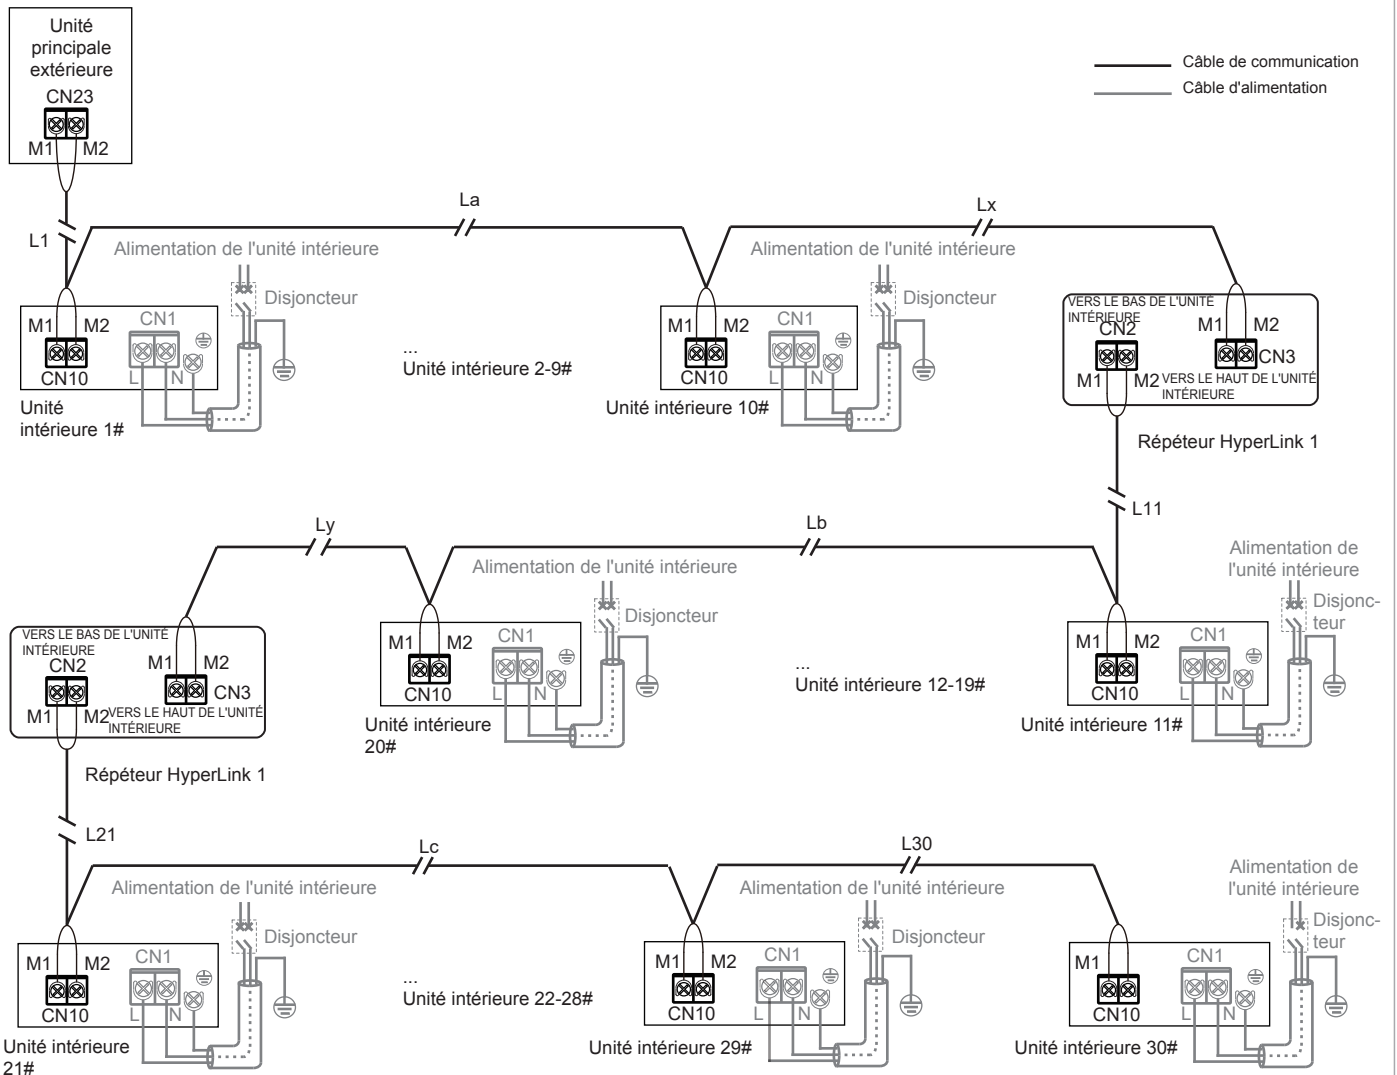 Unité
principale
extérieure
CN23
M1 M2
Câble de communication
Câble d'alimentation
L1
La
Lx
Alimentation de l'unité intérieure
Disjoncteur
M1 M2
CN1
CN10
L N
Unité
intérieure 1#
...
Unité intérieure 2-9#
Alimentation de l'unité intérieure
Disjoncteur
M1 M2
CN1
CN10
L N
Unité intérieure 10#
VERS LE BAS DE L'UNITÉ
INTÉRIEURE
CN2
M1 M2
M1 M2
CN3
VERS LE HAUT DE L'UNITÉ
INTÉRIEURE
Répéteur HyperLink 1
L11
Ly
Lb
VERS LE BAS DE L'UNITÉ
INTÉRIEURE
CN2
M1 M2
M1 M2
CN3
VERS LE HAUT DE L'UNITÉ
INTÉRIEURE
Répéteur HyperLink 1
Alimentation de l'unité intérieure
Disjoncteur
M1 M2
CN1
CN10
L N
Unité intérieure
20#
...
Unité intérieure 12-19#
Alimentation de
l'unité intérieure
Disjonc-
teur
M1 M2
CN1
CN10
L N
Unité intérieure 11#
L21
Lc
L30
Alimentation de l'unité intérieure
Disjoncteur
M1 M2
CN1
CN10
L N
Unité intérieure
21#
...
Unité intérieure 22-28#
Alimentation de l'unité intérieure
Disjoncteur
M1 M2
CN1
CN10
L N
Unité intérieure 29#
Alimentation de
l'unité intérieure
Disjonc-
teur
M1
CN1
CN10
L N
Unité intérieure 30#